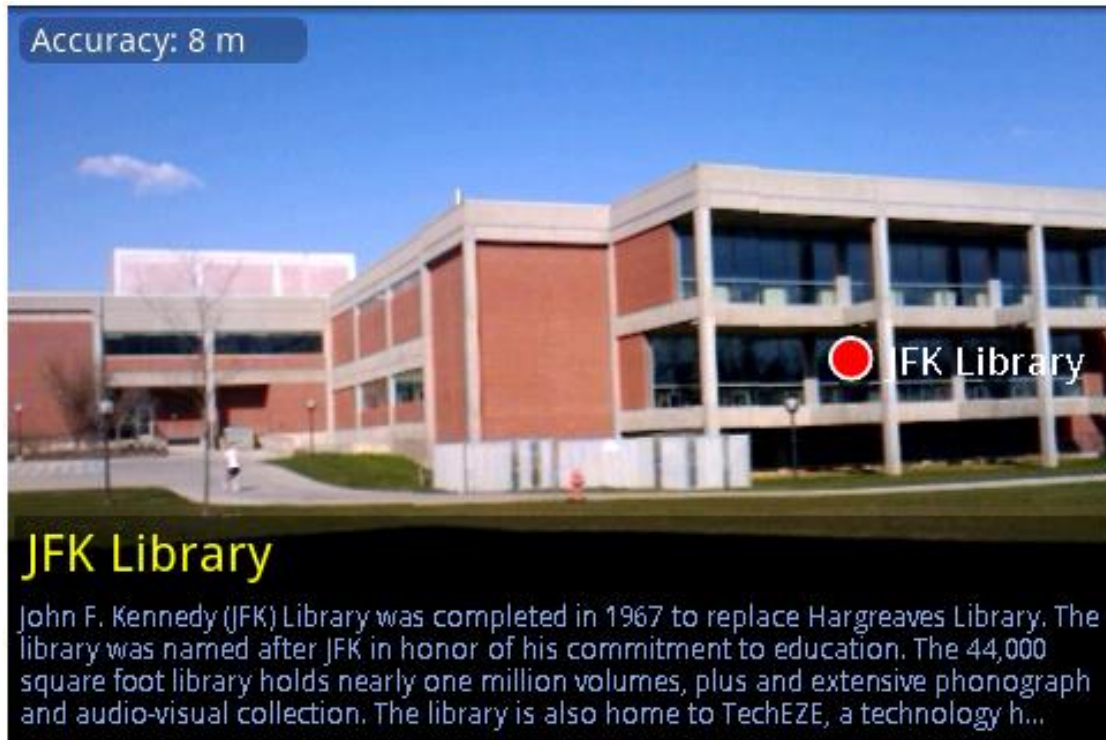 Accuracy: 8 m
JFK Library
JFK Library
John F. Kennedy (JFK) Library was completed in 1967 to replace Hargreaves Library. The
library was named after JFK in honor of his commitment to education. The 44,000
square foot library holds nearly one million volumes, plus and extensive phonograph
and audio-visual collection. The library is also home to TechEZE, a technology h...